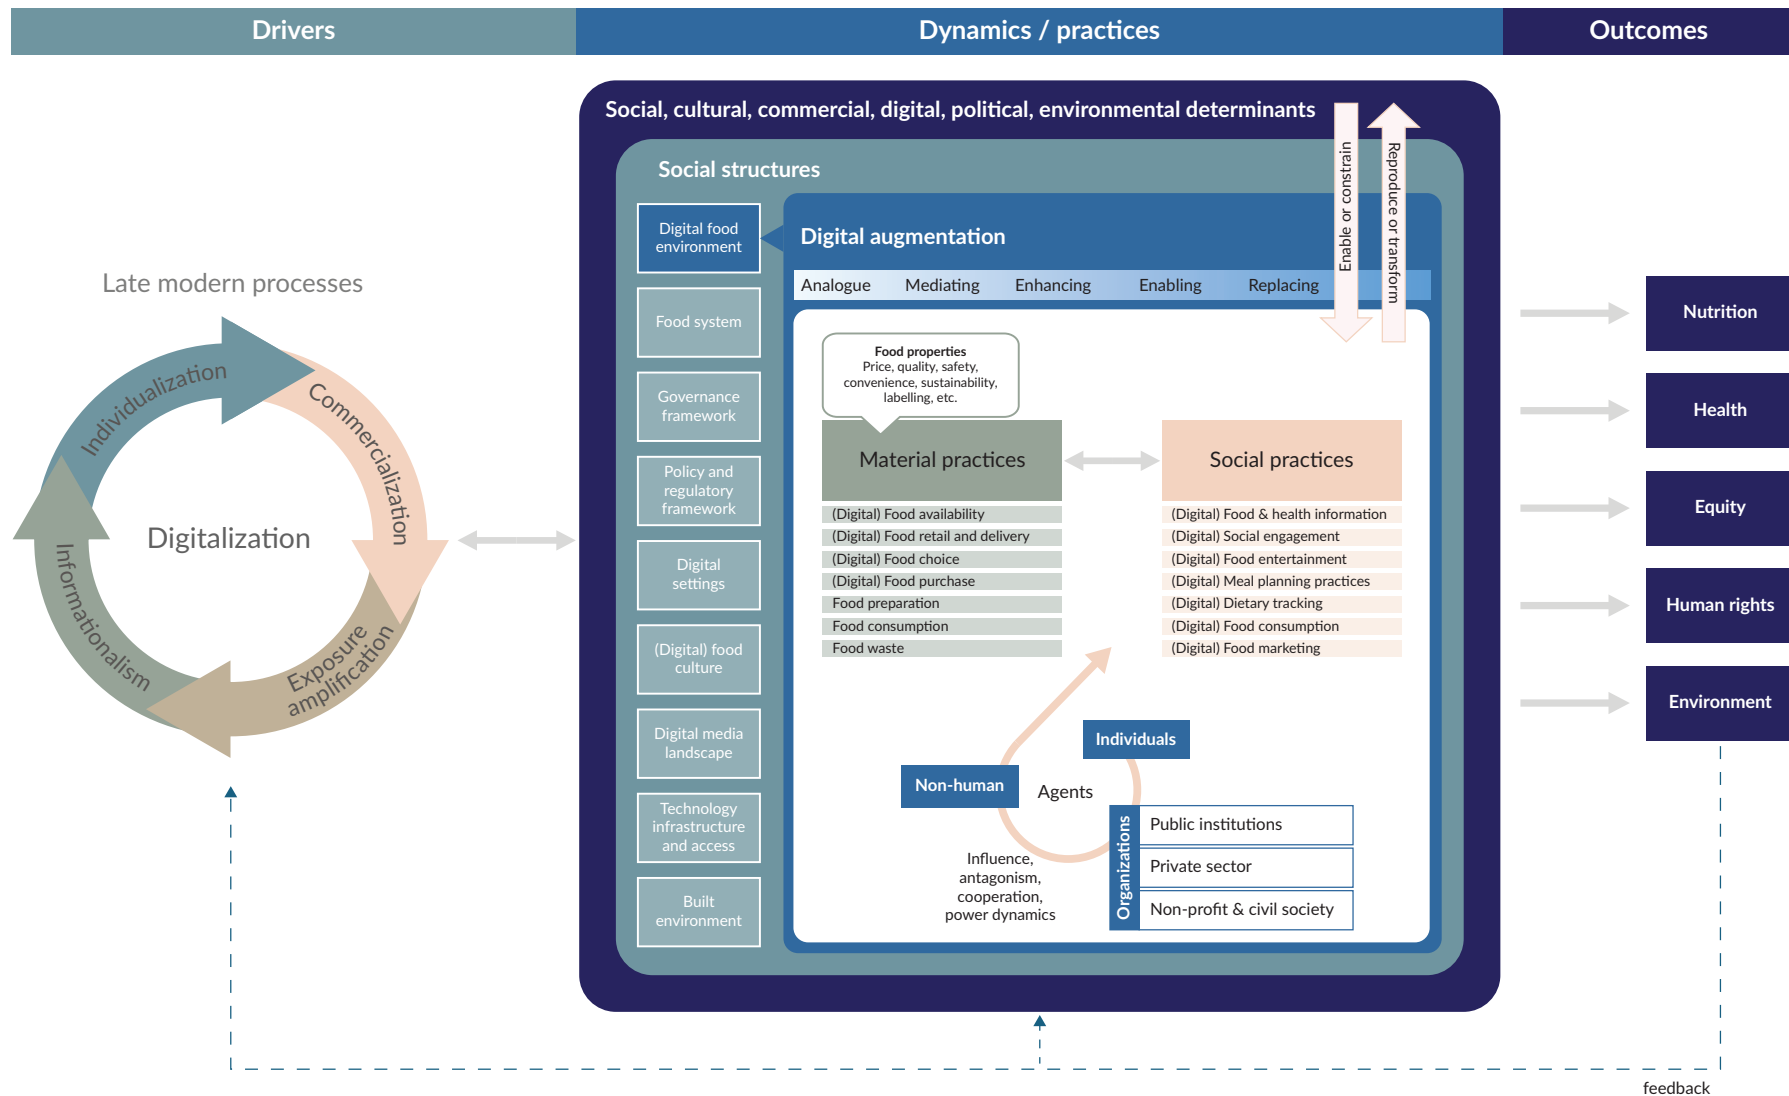 Drivers
Dynamics / practices
Outcomes
Late modern processes
Individualization
Commercialization
Exposure
amplification
Informationalism
Digitalization
Social, cultural, commercial, digital, political, environmental determinants
Social structures
Digital food
environment
Food system
Governance
framework
Policy and
regulatory
framework
Digital
settings
(Digital) food
culture
Digital media
landscape
Technology
infrastructure
and access
Built
environment
Digital augmentation
Analogue
Mediating
Enhancing
Enabling
Replacing
Enable or constrain
Reproduce or transform
Food properties
Price, quality, safety,
convenience, sustainability,
labelling, etc.
Material practices
(Digital) Food availability
(Digital) Food retail and delivery
(Digital) Food choice
(Digital) Food purchase
Food preparation
Food consumption
Food waste
Social practices
(Digital) Food & health information
(Digital) Social engagement
(Digital) Food entertainment
(Digital) Meal planning practices
(Digital) Dietary tracking
(Digital) Food consumption
(Digital) Food marketing
Individuals
Non-human
Agents
Organizations
Public institutions
Private sector
Non-profit & civil society
Influence,
antagonism,
cooperation,
power dynamics
Nutrition
Health
Equity
Human rights
Environment
feedback